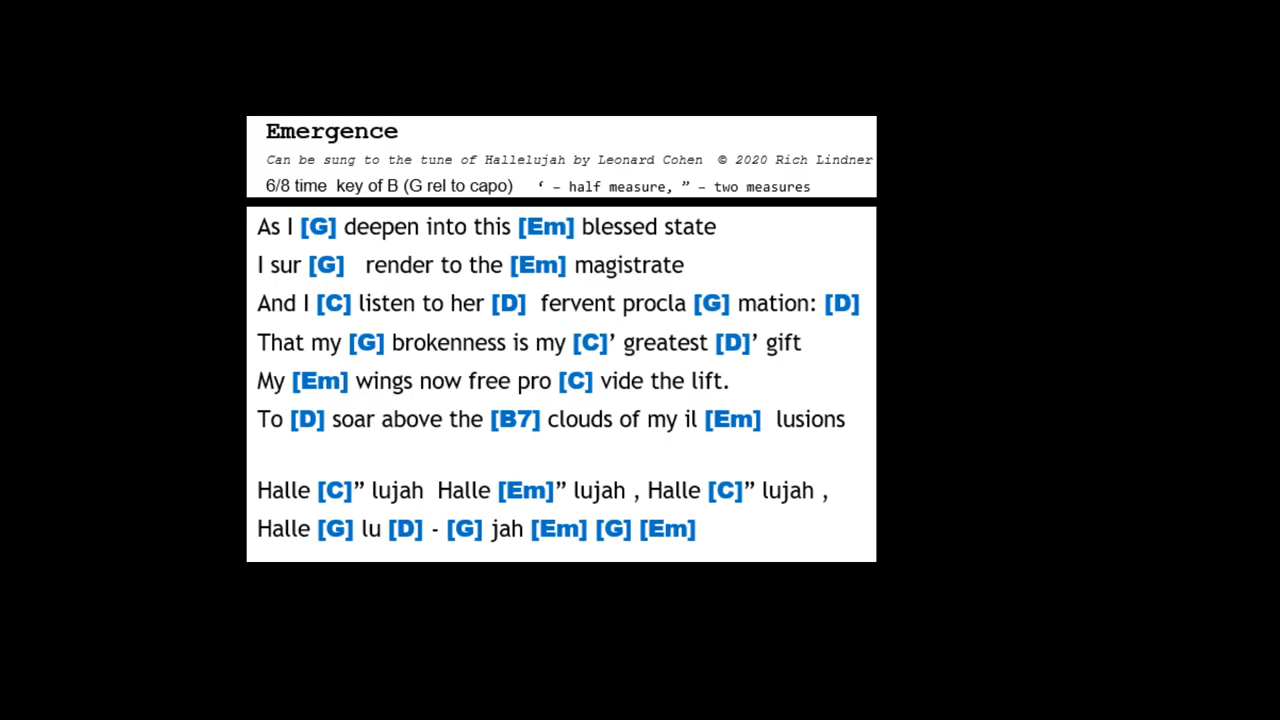 Emergence
Can be sung to the tune of Hallelujah by Leonard Cohen © 2020 Rich Lindner
6/8 time key of B (G rel to capo) ‘ – half measure, ” – two measures
As I [G] deepen into this [Em] blessed state
I sur [G] render to the [Em] magistrate
And I [C] listen to her [D] fervent procla [G] mation: [D]
That my [G] brokenness is my [C]’ greatest [D]’ gift
My [Em] wings now free pro [C] vide the lift.
To [D] soar above the [B7] clouds of my il [Em] lusions
Halle [C]” lujah Halle [Em]” lujah , Halle [C]” lujah ,
Halle [G] lu [D] - [G] jah [Em] [G] [Em]